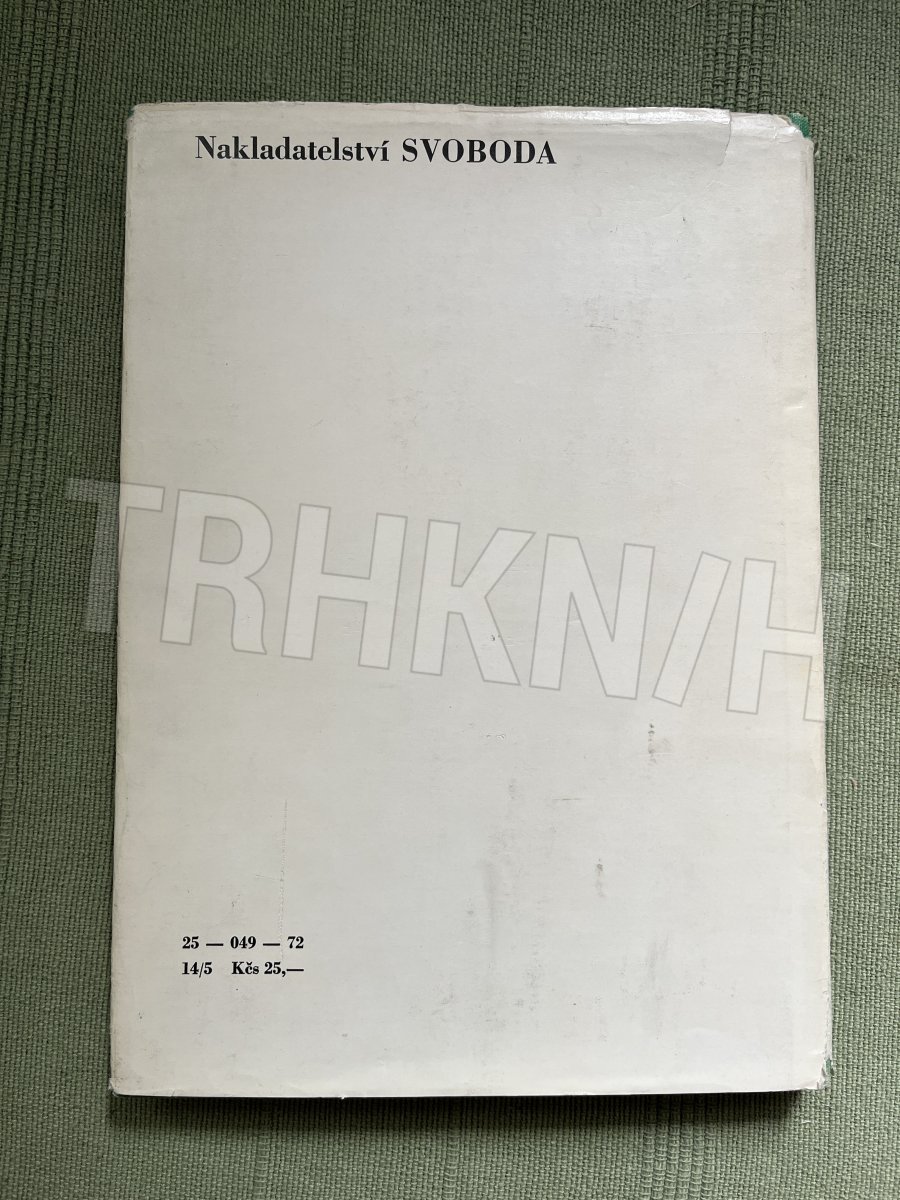 Nakladatelství SVOBODA
TRHKNIH
25 — 049 — 72
14/5 Kčs 25,—